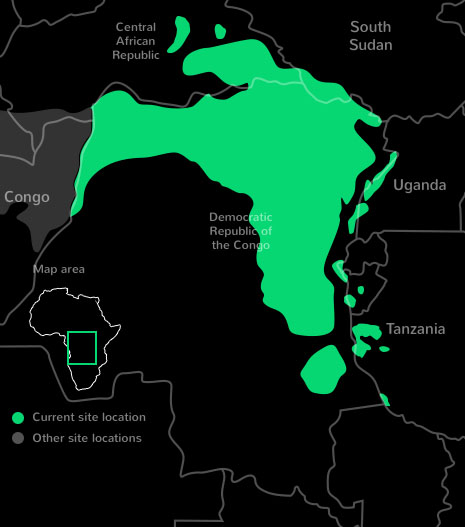 Central
African
Republic
South
Sudan
Congo
Uganda
Democratic
Republic of
the Congo
Map area
Tanzania
Current site location
Other site locations